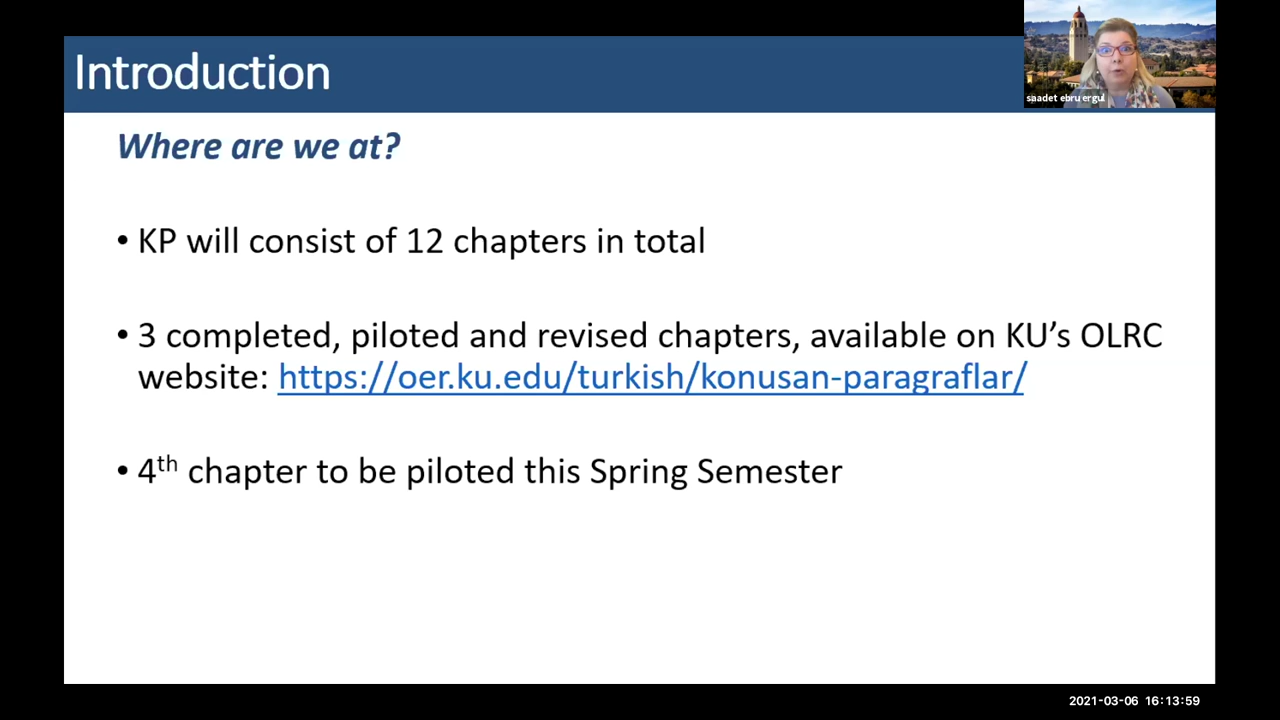 Introduction
saadet ebru ergul
Where are we at?
• KP will consist of 12 chapters in total
• 3 completed, piloted and revised chapters, available on KU’s OLRC
website: https://oer.ku.edu/turkish/konusan-paragraflar/
• 4th chapter to be piloted this Spring Semester
2021-03-06 16:13:59